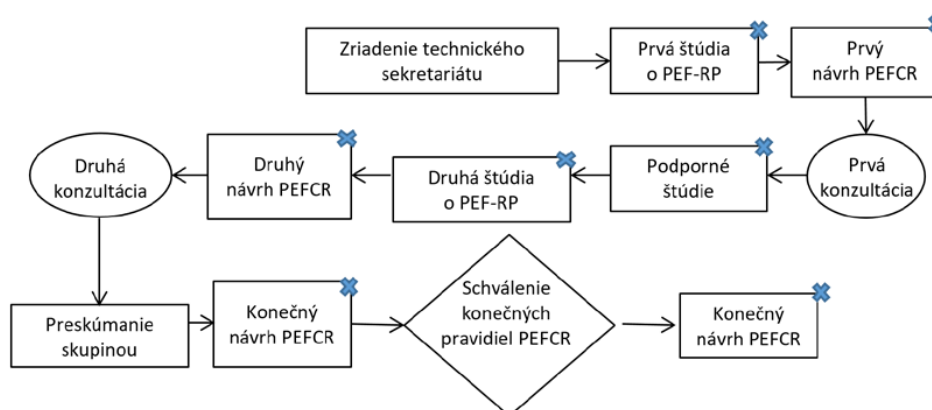 Zriadenie technického
sekretariátu
Prvá štúdia
o PEF-RP
Prvý
návrh PEFCR
Druhá
konzultácia
Druhý
návrh PEFCR
Druhá štúdia
o PEF-RP
Podporné
štúdie
Prvá
konzultácia
Preskúmanie
skupinou
Konečný
návrh PEFCR
Schválenie
konečných
pravidiel PEFCR
Konečný
návrh PEFCR